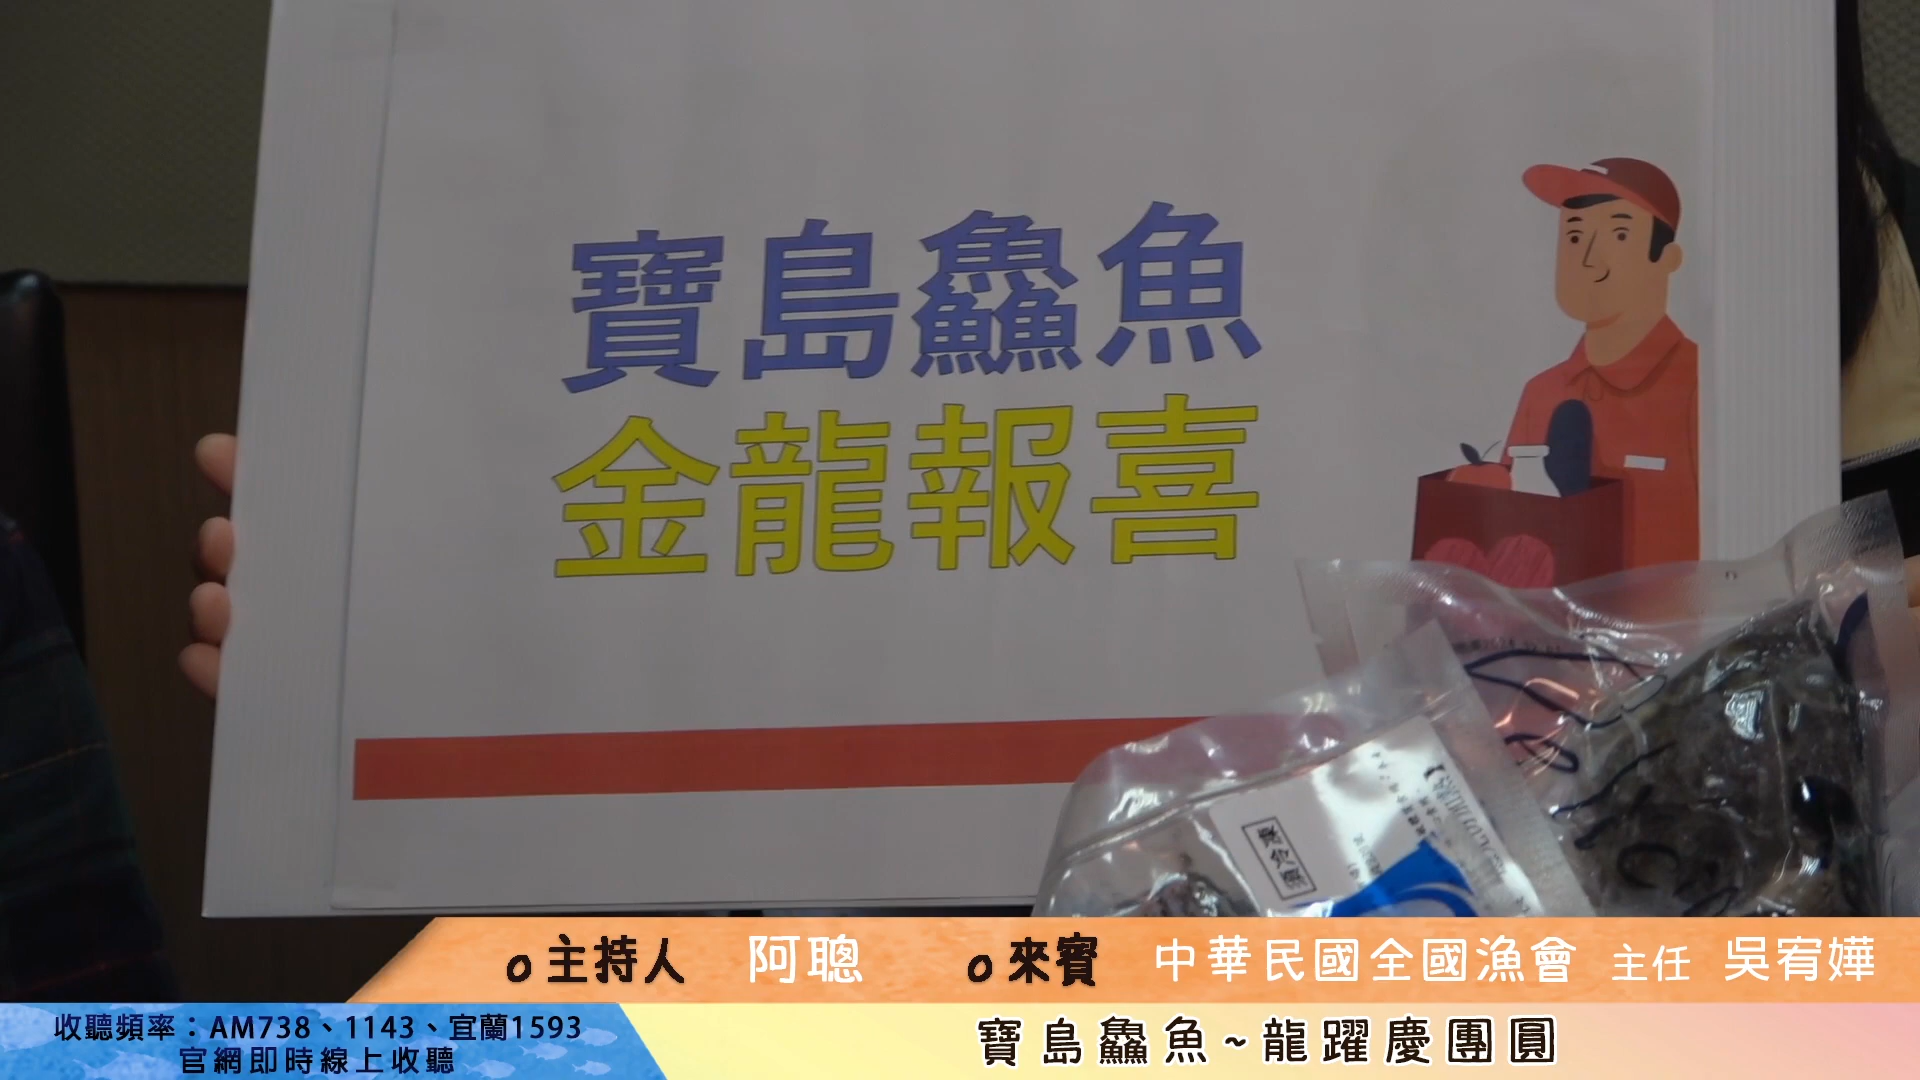 寶島鱻魚
金龍報喜
須冷凍
主持人 阿聰 來賓 中華民國全國漁會 主任 吳宥嬅
收聽頻率：AM738、1143、宜蘭1593
官網即時線上收聽
寶島鱻魚~龍躍慶團圓